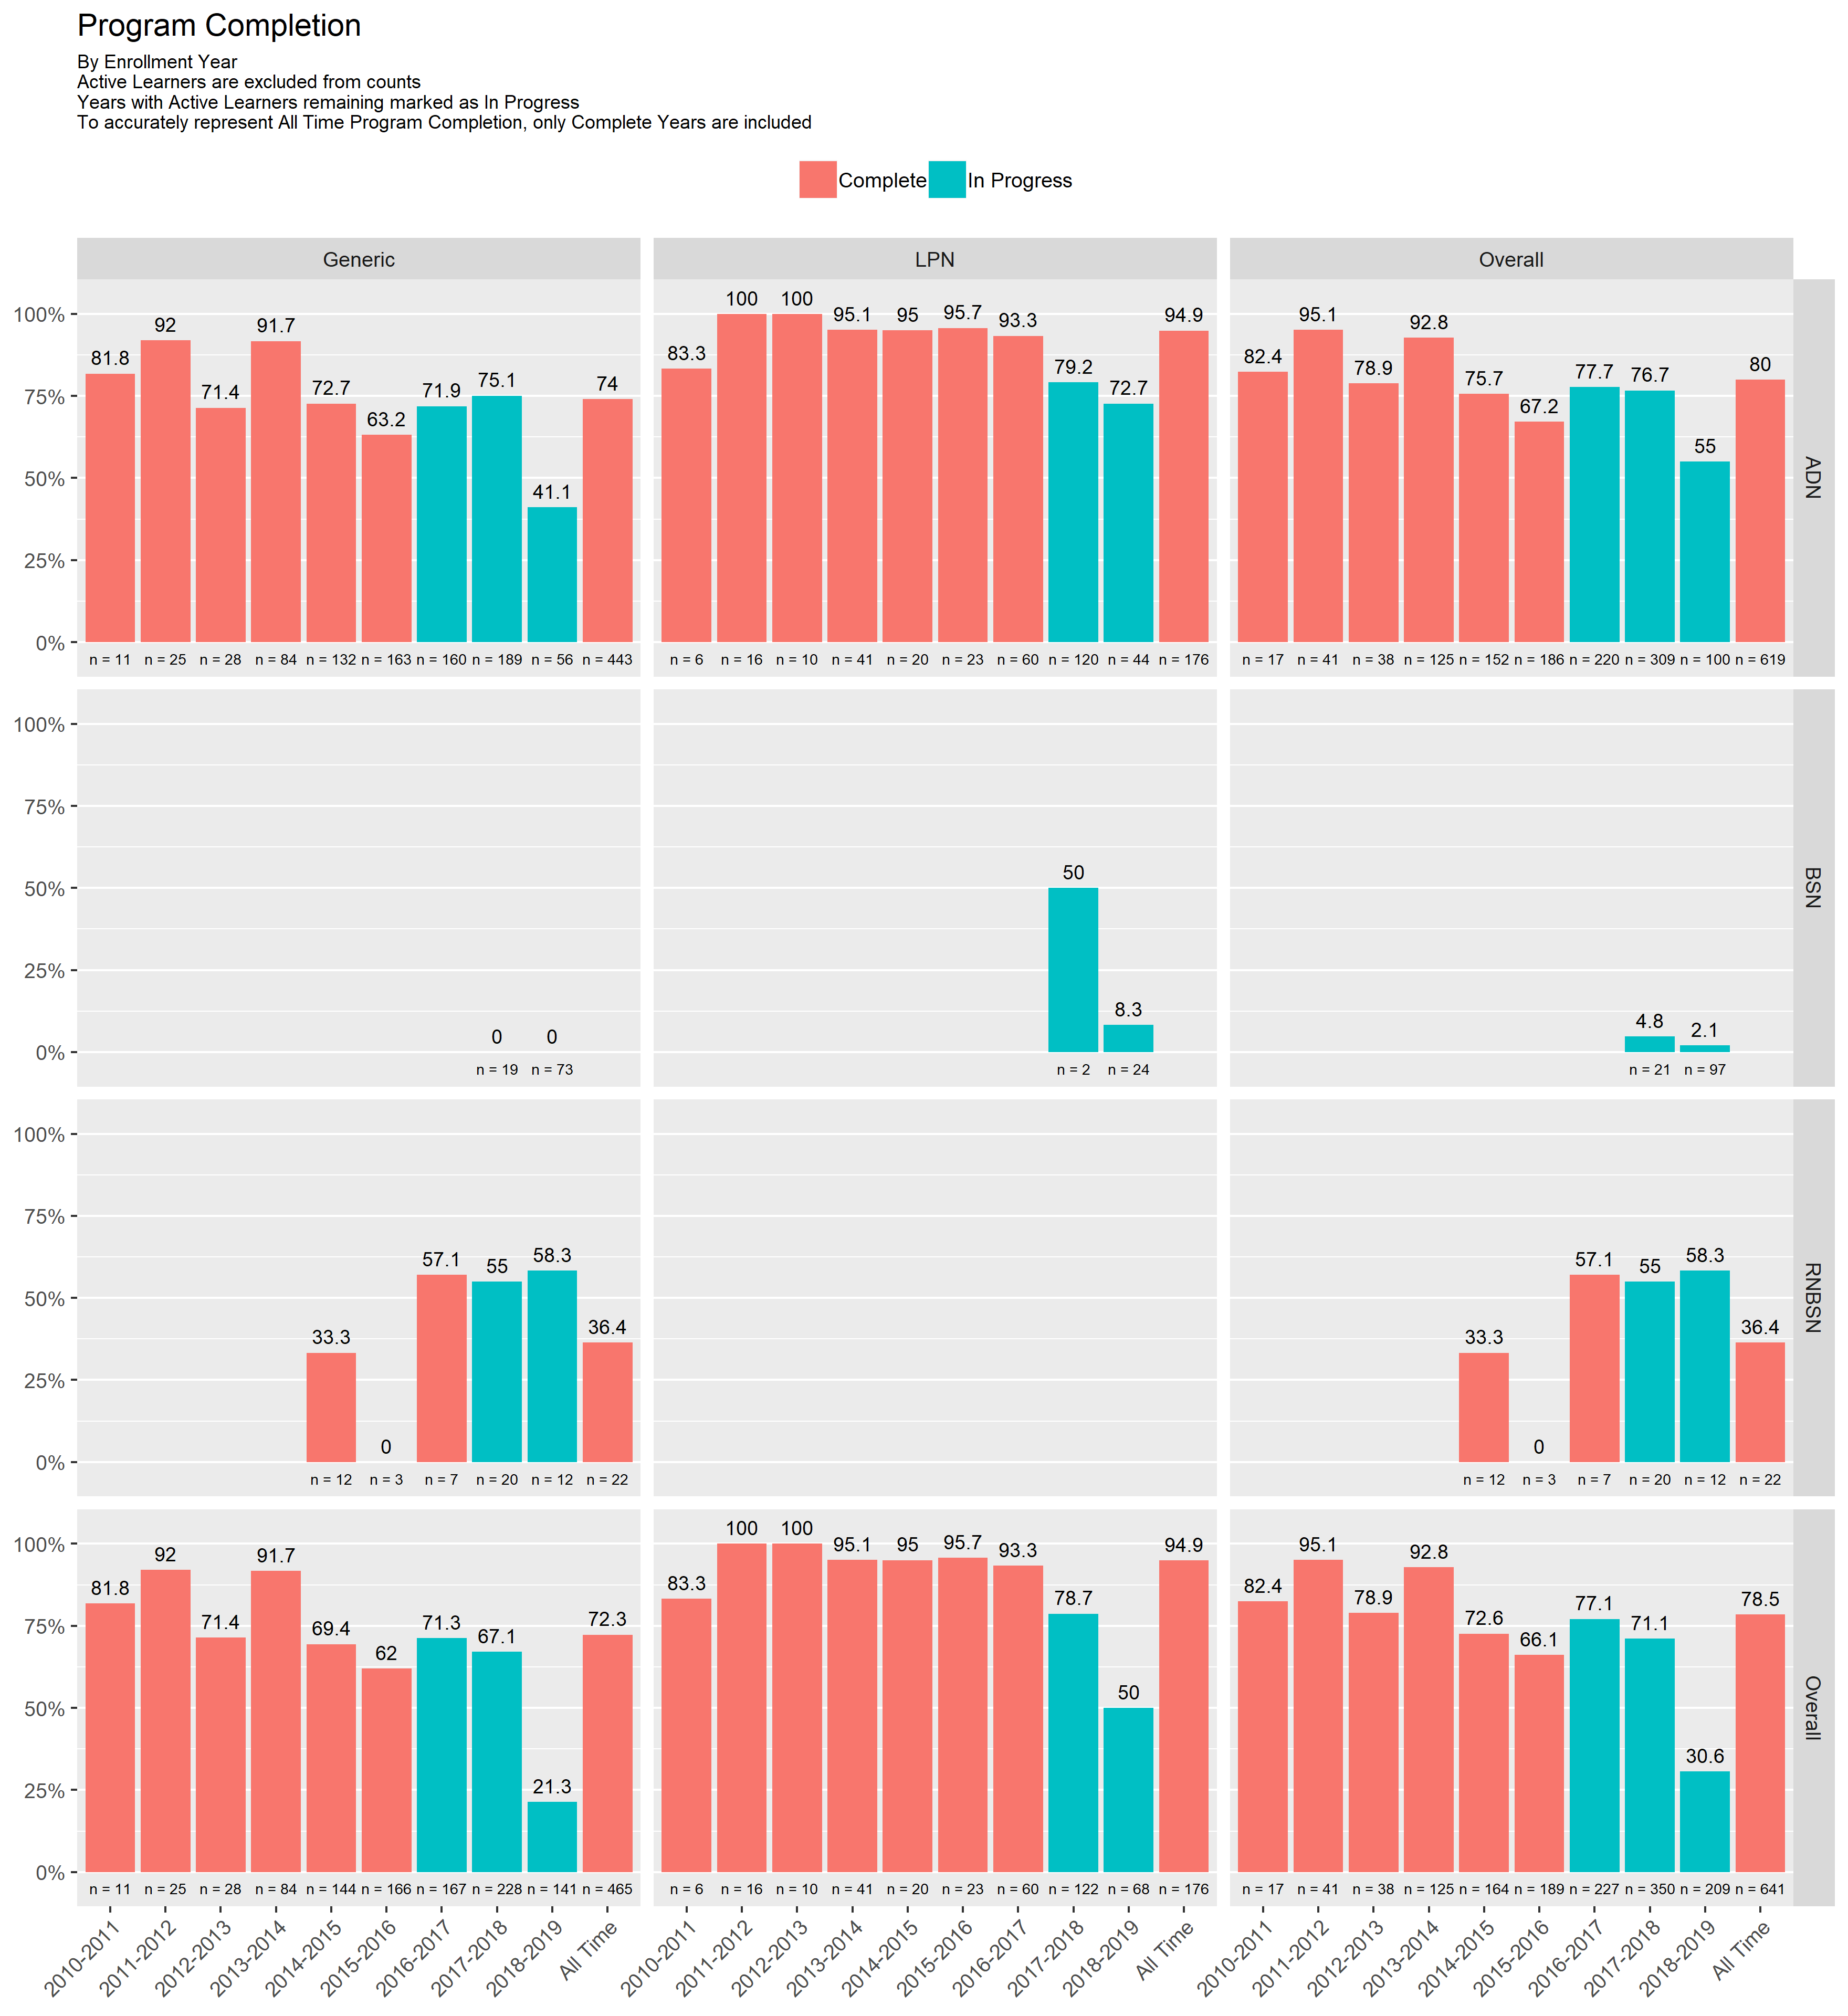 Program Completion
By Enrollment Year
Active Learners are excluded from counts
Years with Active Learners remaining marked as In Progress
To accurately represent All Time Program Completion, only Complete Years are included
Complete In Progress
Generic LPN Overall
100% 75% 50% 25% 0%
81.8 92 71.4 91.7 72.7 63.2 71.9 75.1 41.1 74
n = 11 n = 25 n = 28 n = 84 n = 132 n = 163 n = 160 n = 189 n = 56 n = 443
83.3 100 100 95.1 95 95.7 93.3 79.2 72.7 94.9
n = 6 n = 16 n = 10 n = 41 n = 20 n = 23 n = 60 n = 120 n = 44 n = 176
82.4 95.1 78.9 92.8 75.7 67.2 77.7 76.7 55 80
n = 17 n = 41 n = 38 n = 125 n = 152 n = 186 n = 220 n = 309 n = 100 n = 619
ADN
100% 75% 50% 25% 0%
0 0
n = 19 n = 73
50 8.3
n = 2 n = 24
4.8 2.1
n = 21 n = 97
BSN
100% 75% 50% 25% 0%
33.3 0 57.1 55 58.3 36.4
n = 12 n = 3 n = 7 n = 20 n = 12 n = 22
33.3 0 57.1 55 58.3 36.4
n = 12 n = 3 n = 7 n = 20 n = 12 n = 22
RNBSN
100% 75% 50% 25% 0%
81.8 92 71.4 91.7 69.4 62 71.3 67.1 21.3 72.3
n = 11 n = 25 n = 28 n = 84 n = 144 n = 166 n = 167 n = 228 n = 141 n = 465
83.3 100 100 95.1 95 95.7 93.3 78.7 50 94.9
n = 6 n = 16 n = 10 n = 41 n = 20 n = 23 n = 60 n = 122 n = 68 n = 176
82.4 95.1 78.9 92.8 72.6 66.1 77.1 71.1 30.6 78.5
n = 17 n = 41 n = 38 n = 125 n = 164 n = 189 n = 227 n = 350 n = 209 n = 641
Overall
2010-2011 2011-2012 2012-2013 2013-2014 2014-2015 2015-2016 2016-2017 2017-2018 2018-2019 All Time
2010-2011 2011-2012 2012-2013 2013-2014 2014-2015 2015-2016 2016-2017 2017-2018 2018-2019 All Time
2010-2011 2011-2012 2012-2013 2013-2014 2014-2015 2015-2016 2016-2017 2017-2018 2018-2019 All Time